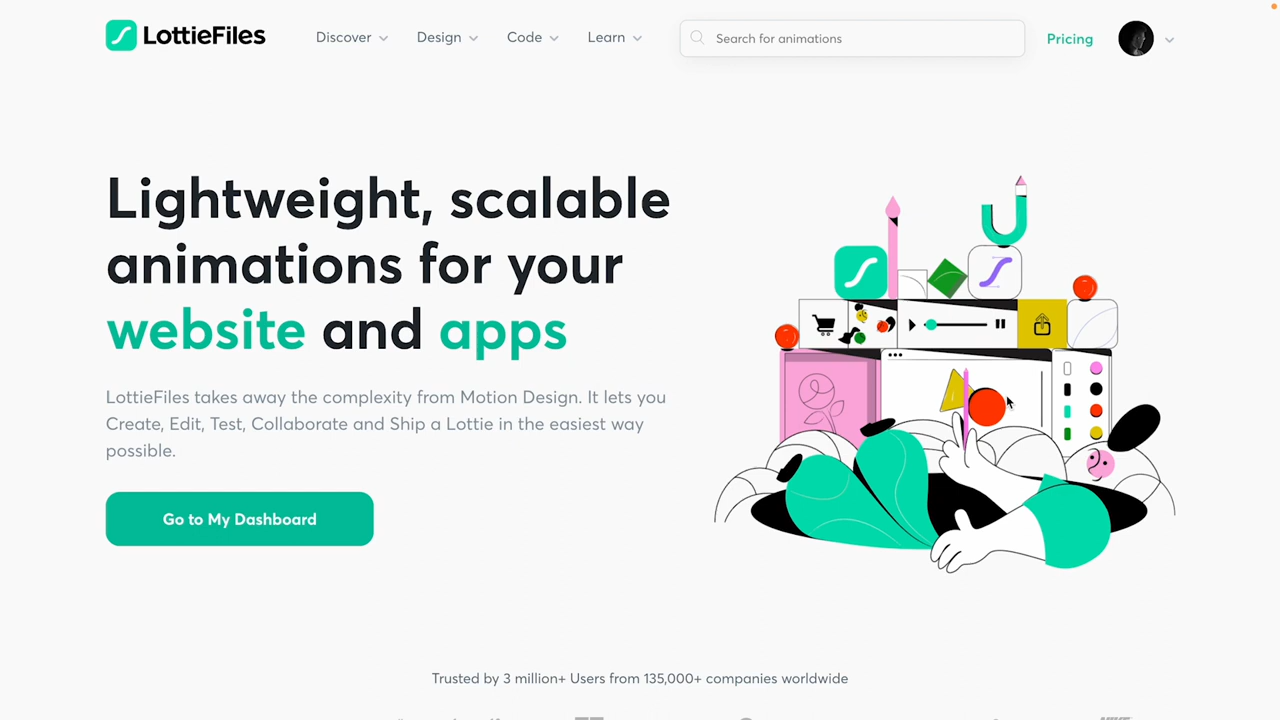 LottieFiles
Discover
Design
Code
Learn
Search for animations
Pricing
Lightweight, scalable
animations for your
website and apps
LottieFiles takes away the complexity from Motion Design. It lets you
Create, Edit, Test, Collaborate and Ship a Lottie in the easiest way
possible.
Go to My Dashboard
Trusted by 3 million+ Users from 135,000+ companies worldwide